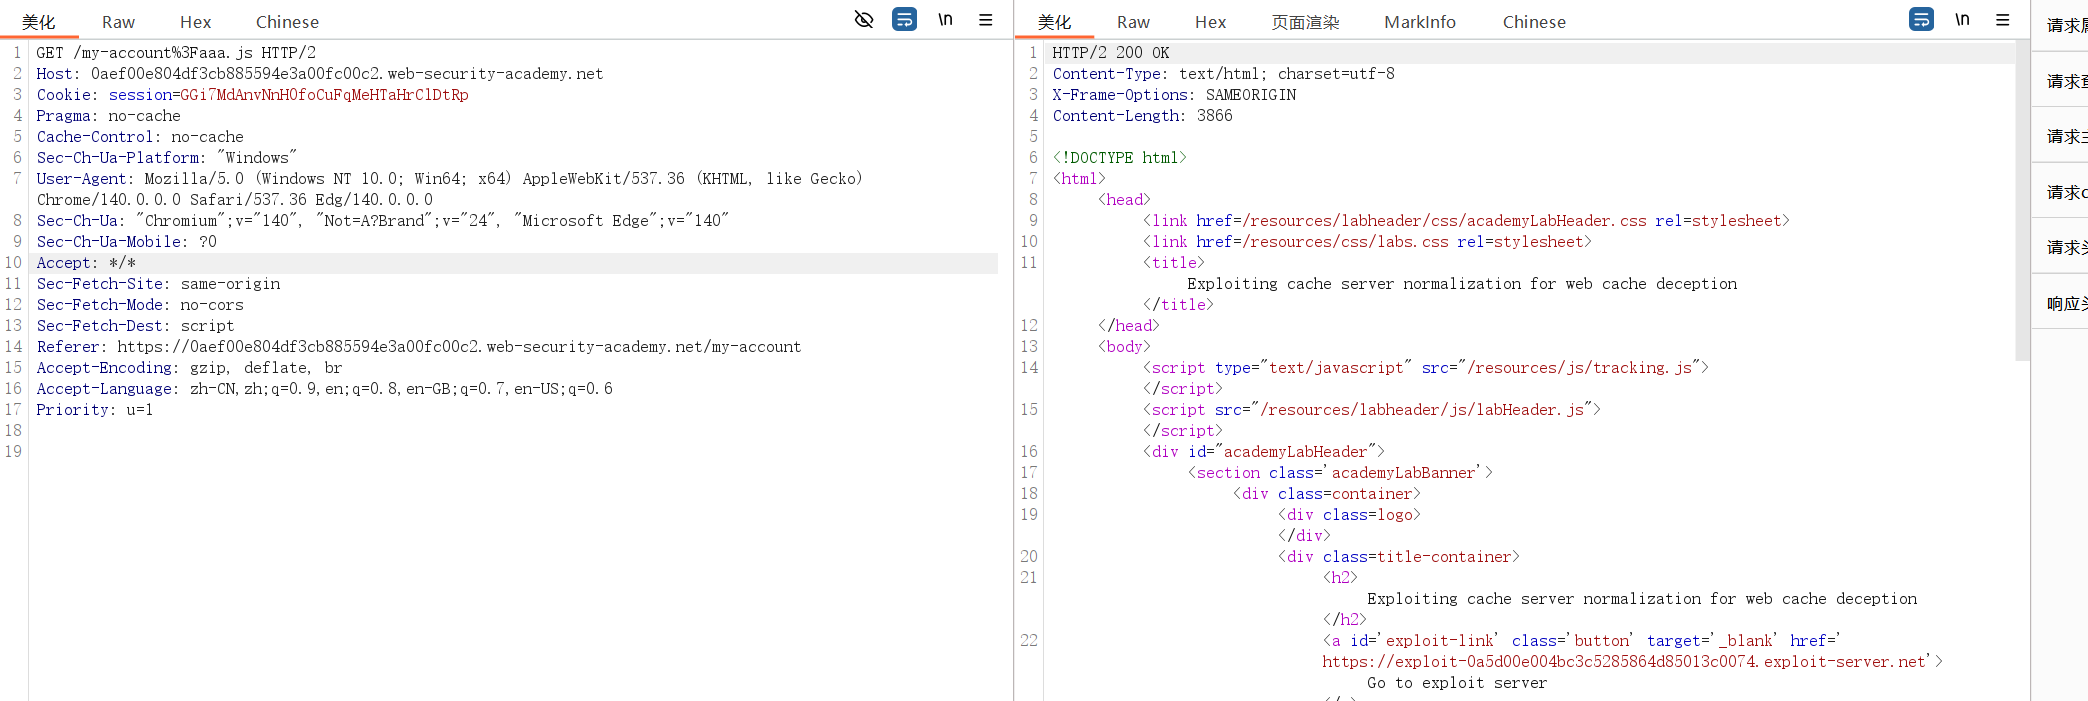 美化 Raw Hex Chinese \n
1 GET /my-account%3Faaa.js HTTP/2
2 Host: 0aef00e804df3cb885594e3a00fc00c2.web-security-academy.net
3 Cookie: session=GGi7MdAnvNnH0foCuFqMeHTaHrClDtRp
4 Pragma: no-cache
5 Cache-Control: no-cache
6 Sec-Ch-Ua-Platform: "Windows"
7 User-Agent: Mozilla/5.0 (Windows NT 10.0; Win64; x64) AppleWebKit/537.36 (KHTML, like Gecko)
Chrome/140.0.0.0 Safari/537.36 Edg/140.0.0.0
8 Sec-Ch-Ua: "Chromium";v="140", "Not=A?Brand";v="24", "Microsoft Edge";v="140"
9 Sec-Ch-Ua-Mobile: ?0
10 Accept: */*
11 Sec-Fetch-Site: same-origin
12 Sec-Fetch-Mode: no-cors
13 Sec-Fetch-Dest: script
14 Referer: https://0aef00e804df3cb885594e3a00fc00c2.web-security-academy.net/my-account
15 Accept-Encoding: gzip, deflate, br
16 Accept-Language: zh-CN,zh;q=0.9,en;q=0.8,en-GB;q=0.7,en-US;q=0.6
17 Priority: u=1
18
19
美化 Raw Hex 页面渲染 MarkInfo Chinese \n
1 HTTP/2 200 OK
2 Content-Type: text/html; charset=utf-8
3 X-Frame-Options: SAMEORIGIN
4 Content-Length: 3866
5
6 <!DOCTYPE html>
7 <html>
8 <head>
9 <link href=/resources/labheader/css/academyLabHeader.css rel=stylesheet>
10 <link href=/resources/css/labs.css rel=stylesheet>
11 <title>
Exploiting cache server normalization for web cache deception
</title>
12 </head>
13 <body>
14 <script type="text/javascript" src="/resources/js/tracking.js">
</script>
15 <script src="/resources/labheader/js/labHeader.js">
</script>
16 <div id="academyLabHeader">
17 <section class='academyLabBanner'>
18 <div class=container>
19 <div class=logo>
</div>
20 <div class=title-container>
21 <h2>
Exploiting cache server normalization for web cache deception
</h2>
22 <a id='exploit-link' class='button' target='_blank' href='
https://exploit-0a5d00e004bc3c5285864d85013c0074.exploit-server.net'>
Go to exploit server
请求
请求
请求
请求
请求
响应